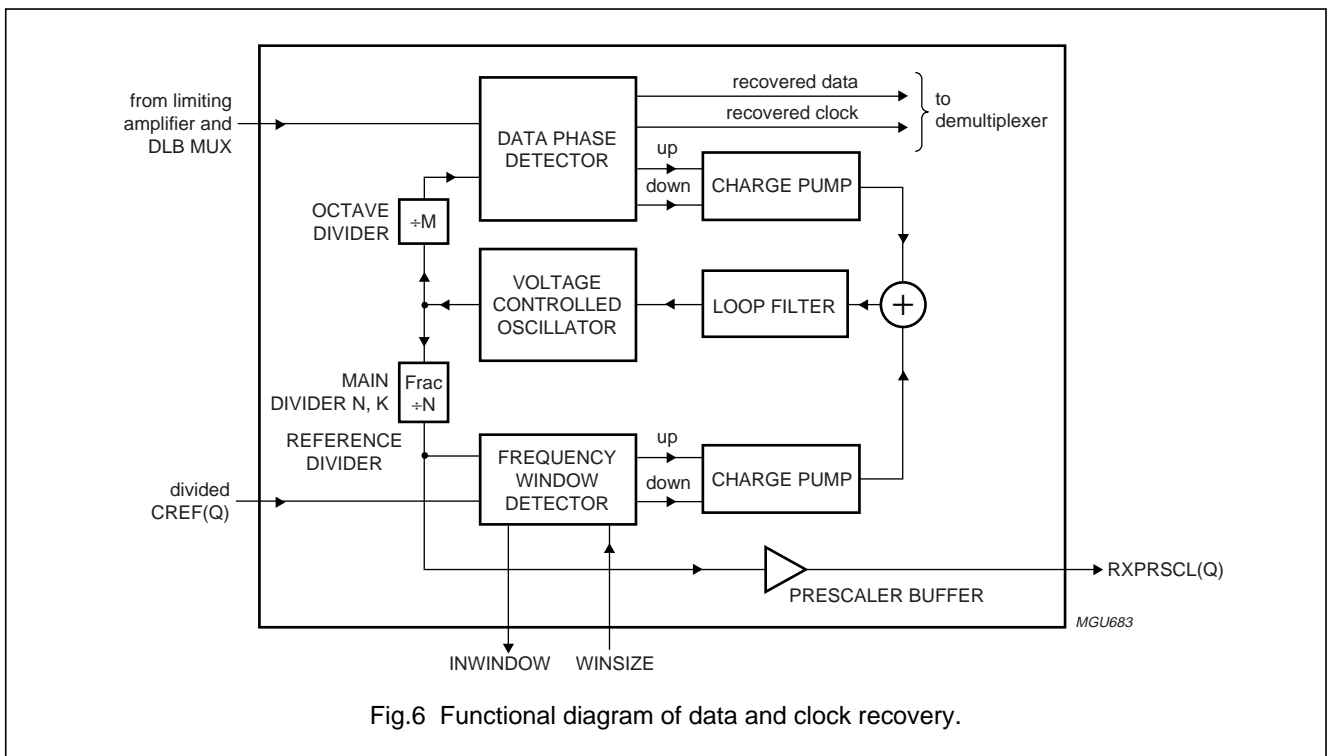 from limiting
amplifier and
DLB MUX
DATA PHASE
DETECTOR
recovered data
recovered clock
to
demultiplexer
up
down
CHARGE PUMP
OCTAVE
DIVIDER
÷M
VOLTAGE
CONTROLLED
OSCILLATOR
LOOP FILTER
+
MAIN
DIVIDER N, K
Frac
÷N
REFERENCE
DIVIDER
divided
CREF(Q)
FREQUENCY
WINDOW
DETECTOR
up
down
CHARGE PUMP
PRESCALER BUFFER
RXPRSCL(Q)
MGU683
INWINDOW WINSIZE
Fig.6 Functional diagram of data and clock recovery.